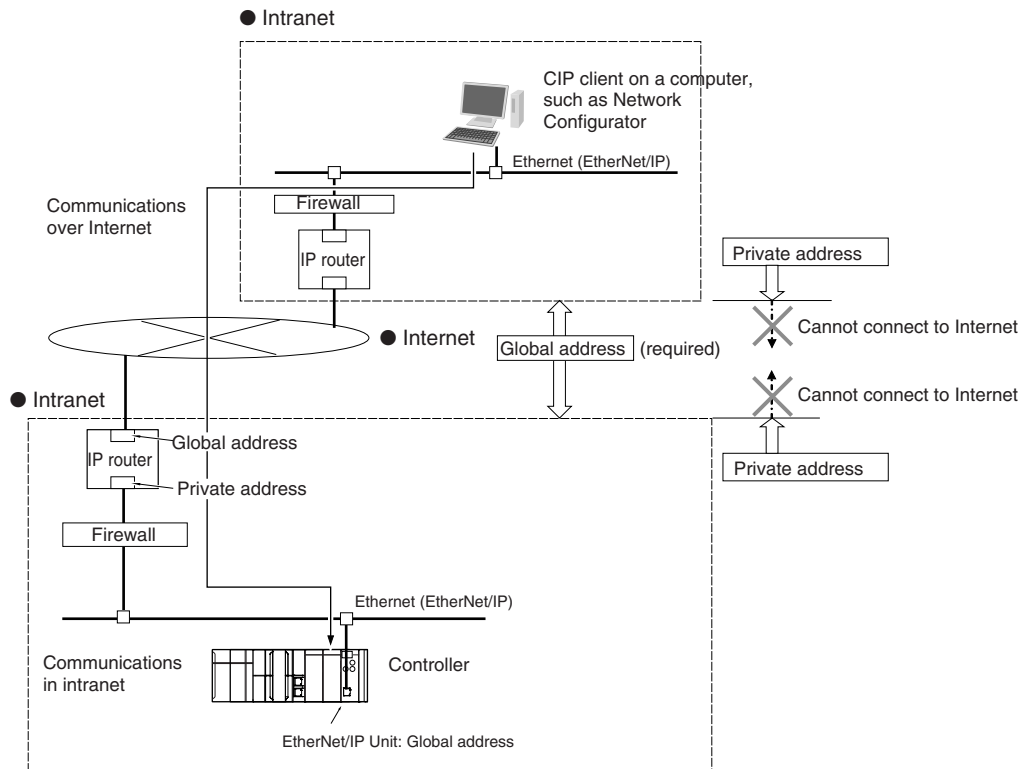 ● Intranet
CIP client on a computer,
such as Network
Configurator
Ethernet (EtherNet/IP)
Communications
over Internet
Firewall
IP router
Private address
Cannot connect to Internet
● Internet
Global address (required)
Cannot connect to Internet
Private address
● Intranet
Global address
IP router
Private address
Firewall
Ethernet (EtherNet/IP)
Communications
in intranet
Controller
EtherNet/IP Unit: Global address